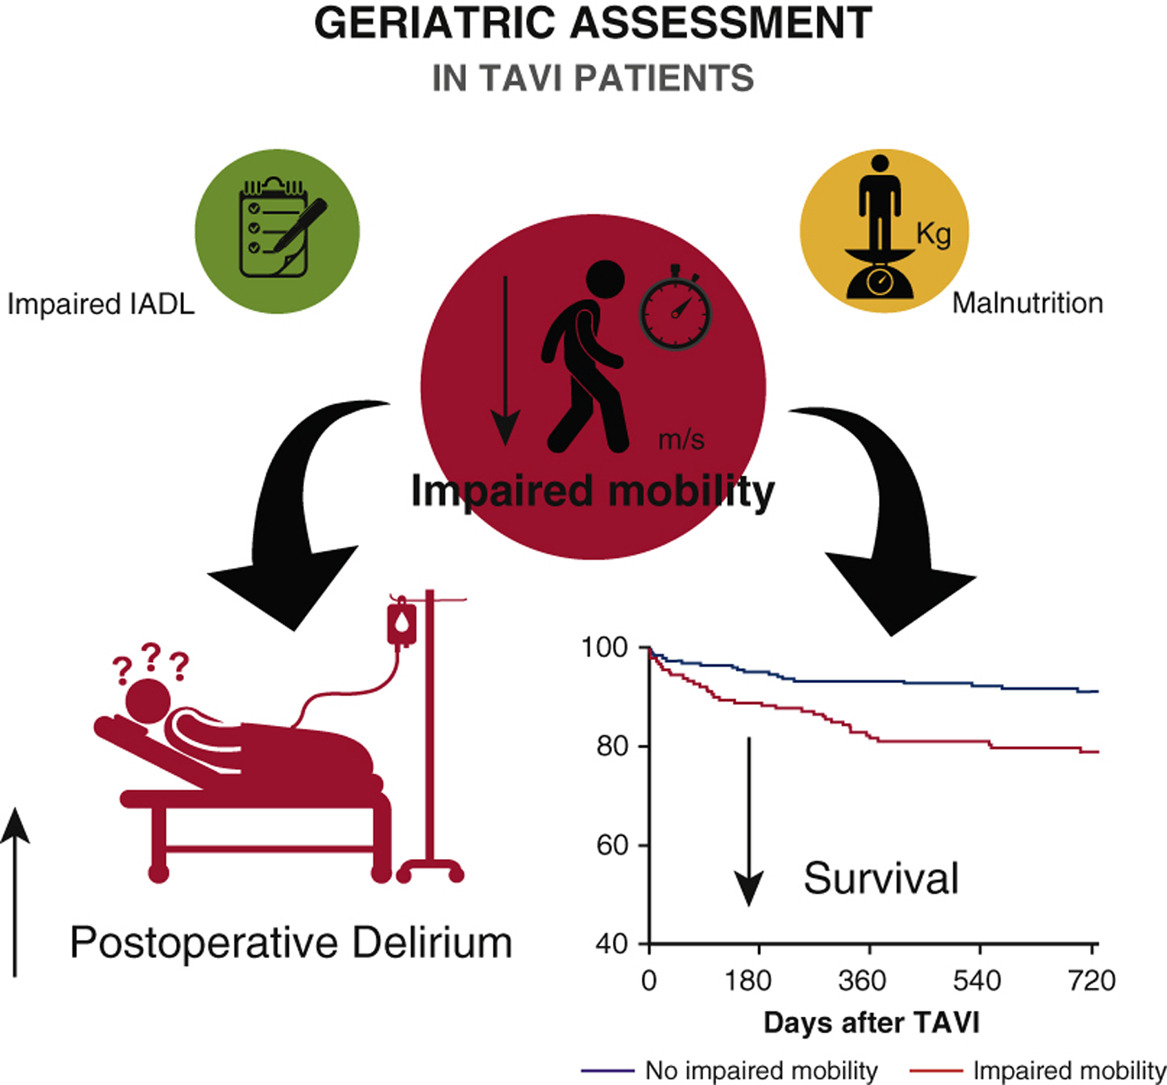 GERIATRIC ASSESSMENT
IN TAVI PATIENTS
Impaired IADL
Kg
Malnutrition
m/s
Impaired mobility
? ? ?
Postoperative Delirium
100
80
60
40
Survival
0 180 360 540 720
Days after TAVI
No impaired mobility Impaired mobility